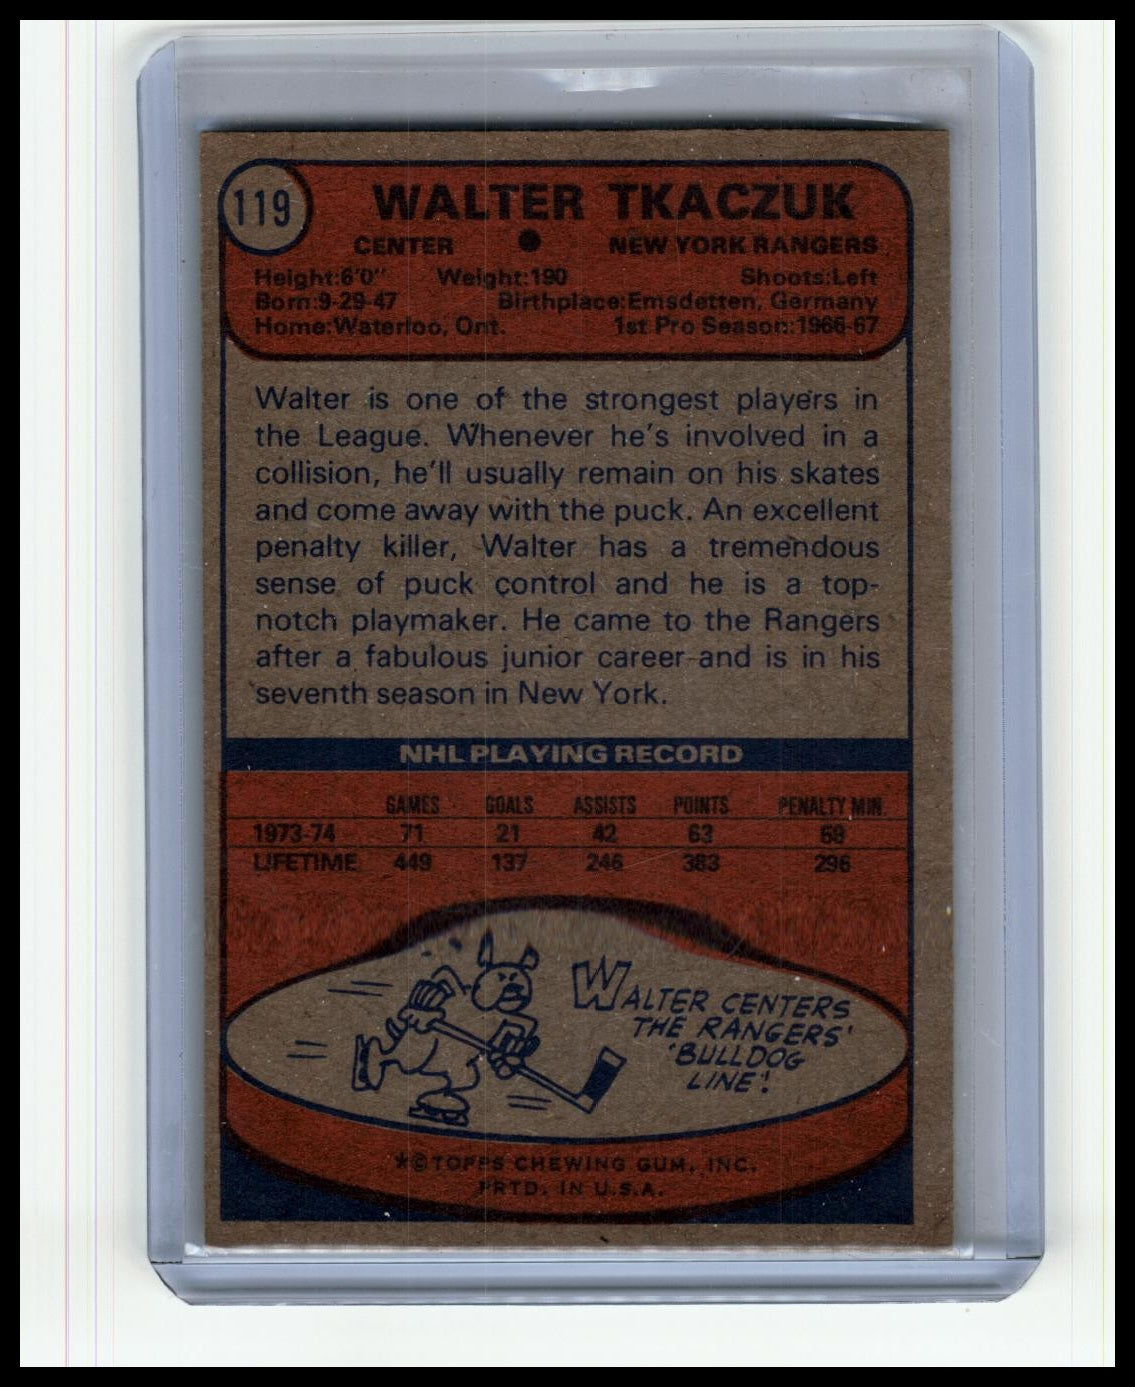 119
WALTER TKACZUK
CENTER ● NEW YORK RANGERS
Height:6'0" Weight:190 Shoots:Left
Born:9-29-47 Birthplace:Emsdetten, Germany
Home:Waterloo, Ont. 1st Pro Season:1966-67
Walter is one of the strongest players in
the League. Whenever he's involved in a
collision, he'll usually remain on his skates
and come away with the puck. An excellent
penalty killer, Walter has a tremendous
sense of puck control and he is a top-
notch playmaker. He came to the Rangers
after a fabulous junior career and is in his
seventh season in New York.
NHL PLAYING RECORD
GAMES GOALS ASSISTS POINTS PENALTY MIN.
1973-74 71 21 42 63 58
LIFETIME 449 137 246 383 296
WALTER CENTERS
THE RANGERS'
'BULLDOG
LINE'!
*©TOPPS CHEWING GUM, INC.
PRTD. IN U.S.A.